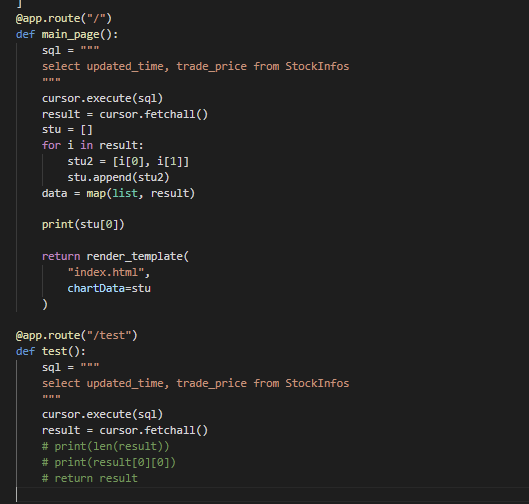 ]
@app.route("/")
def main_page():
    sql = """
    select updated_time, trade_price from StockInfos
    """
    cursor.execute(sql)
    result = cursor.fetchall()
    stu = []
    for i in result:
        stu2 = [i[0], i[1]]
        stu.append(stu2)
    data = map(list, result)

    print(stu[0])

    return render_template(
        "index.html",
        chartData=stu
    )

@app.route("/test")
def test():
    sql = """
    select updated_time, trade_price from StockInfos
    """
    cursor.execute(sql)
    result = cursor.fetchall()
    # print(len(result))
    # print(result[0][0])
    # return result